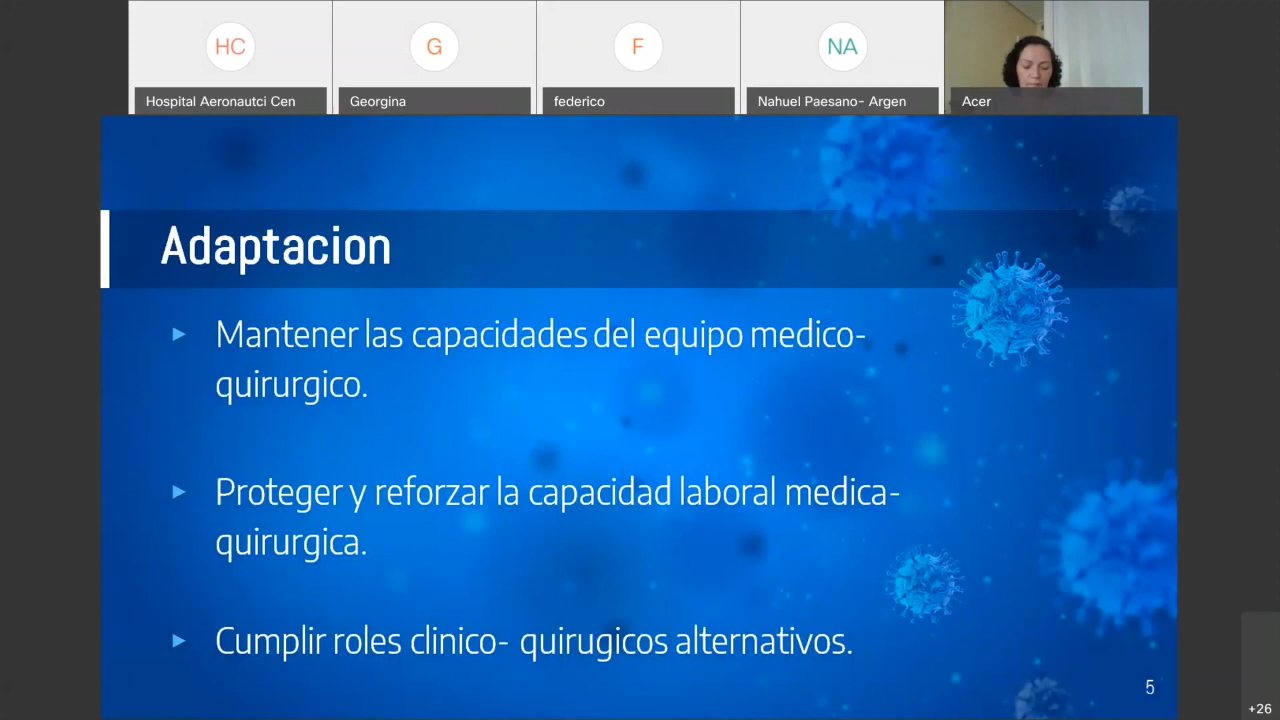 HC
G
F
NA
Hospital Aeronautci Cen
Georgina
federico
Nahuel Paesano- Argen
Acer
Adaptacion
Mantener las capacidades del equipo medico-
quirurgico.
Proteger y reforzar la capacidad laboral medica-
quirurgica.
Cumplir roles clinico- quirugicos alternativos.
5
+26